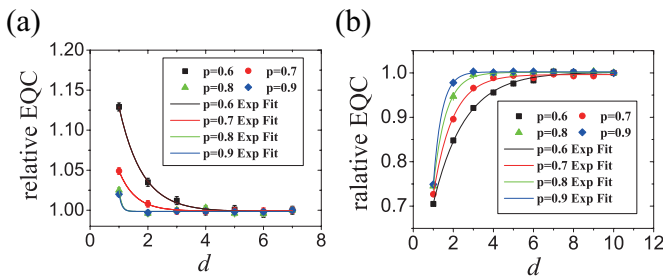 (a)
relative EQC
1.20
1.15
1.10
1.05
1.00
p=0.6 p=0.7
p=0.8 p=0.9
p=0.6 Exp Fit
p=0.7 Exp Fit
p=0.8 Exp Fit
p=0.9 Exp Fit
0 2 4 6 8
d
(b)
ralative EQC
1.0
0.9
0.8
0.7
p=0.6 p=0.7
p=0.8 p=0.9
p=0.6 Exp Fit
p=0.7 Exp Fit
p=0.8 Exp Fit
p=0.9 Exp Fit
0 2 4 6 8 10 12
d